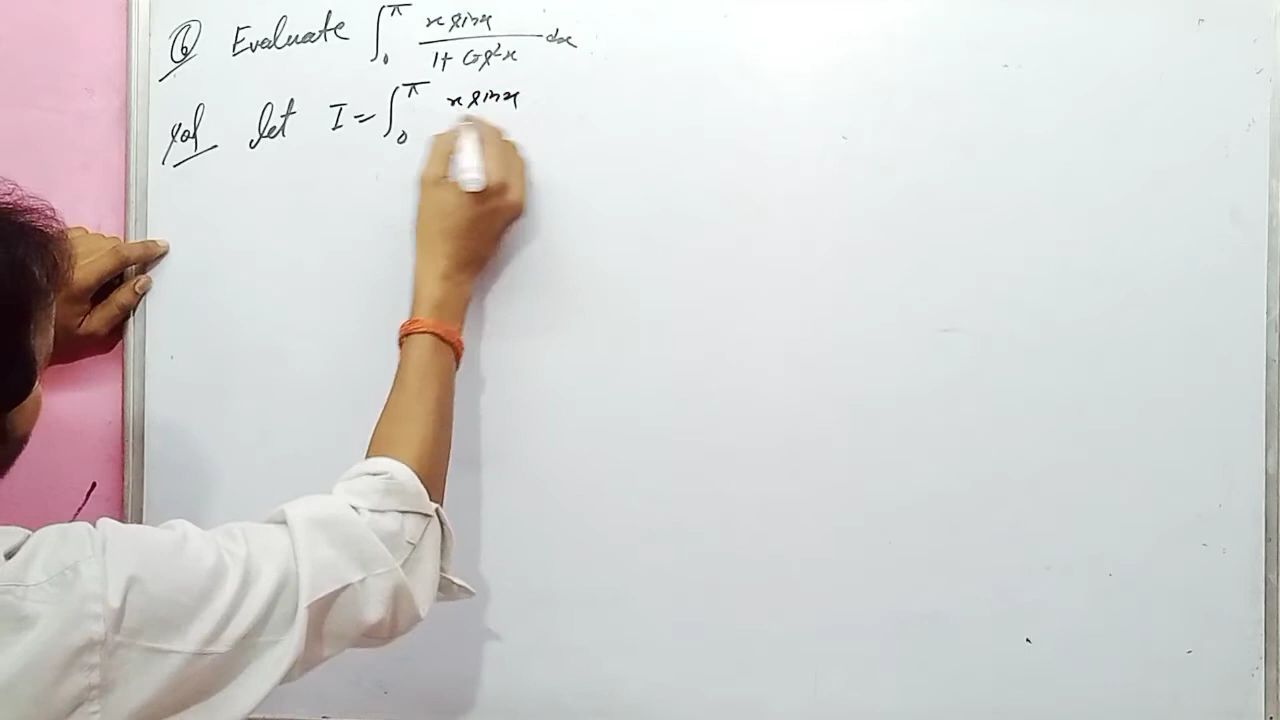 Q Evaluate ∫₀^π x sinx / 1 + Cos²x dx
Sol let I = ∫₀^π x sinx